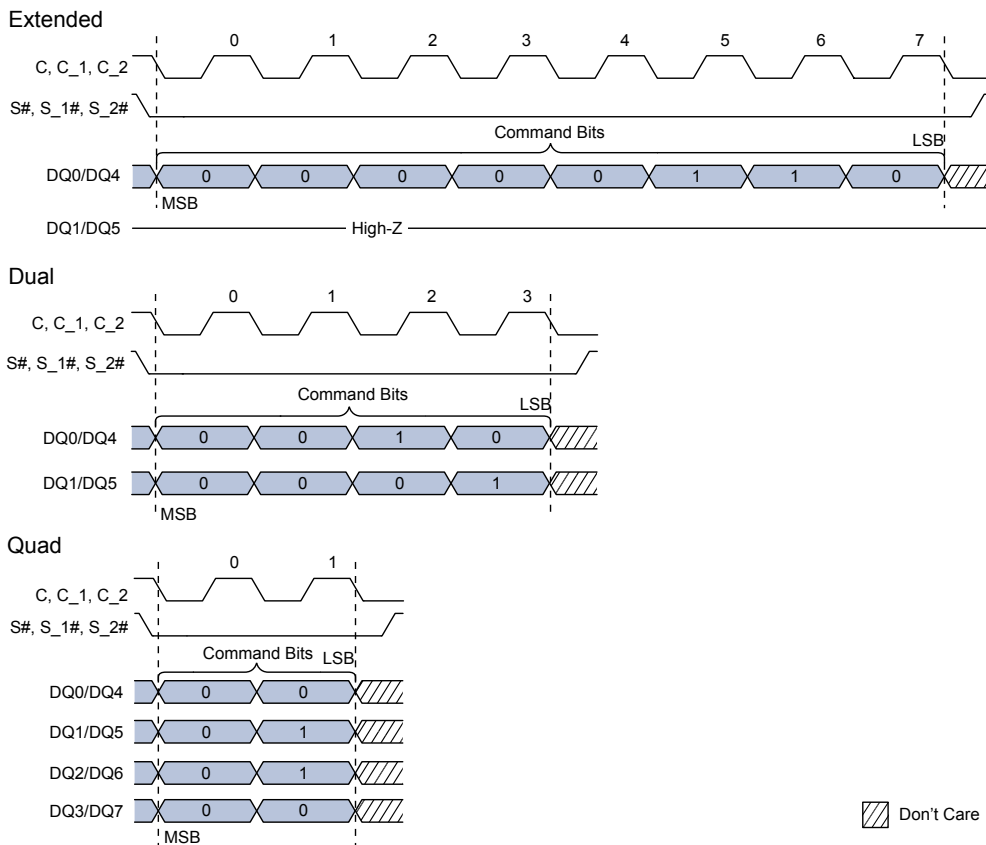 Extended
0 1 2 3 4 5 6 7
C, C_1, C_2
S#, S_1#, S_2#
Command Bits LSB
DQ0/DQ4 0 0 0 0 0 1 1 0
MSB
DQ1/DQ5 High-Z
Dual
0 1 2 3
C, C_1, C_2
S#, S_1#, S_2#
Command Bits LSB
DQ0/DQ4 0 0 1 0
DQ1/DQ5 0 0 0 1
MSB
Quad
0 1
C, C_1, C_2
S#, S_1#, S_2#
Command Bits LSB
DQ0/DQ4 0 0
DQ1/DQ5 0 1
DQ2/DQ6 0 1
DQ3/DQ7 0 0
MSB
Don't Care